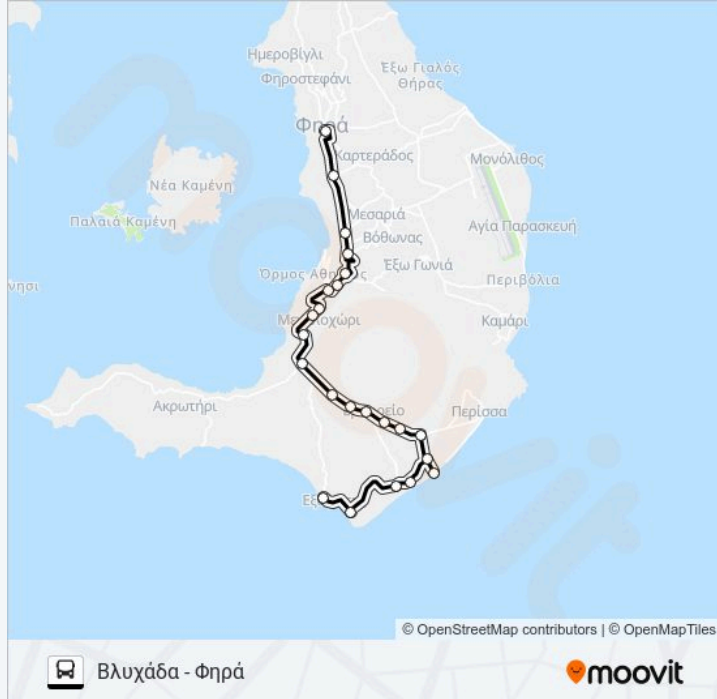 Ημεροβίγλι
Φηροστεφάνι
Έξω Γιαλός
Θήρας
Φηρά
Καρτεράδος
Μονόλιθος
Νέα Καμένη
Παλαιά Καμένη
Μεσαριά
Βόθωνας
Αγία Παρασκευή
Έξω Γωνιά
Όρμος
Περιβόλια
νησι
Καμάρι
Ακρωτήρι
Περίσσα
© OpenStreetMap contributors | © OpenMapTiles
Βλυχάδα - Φηρά
moovit